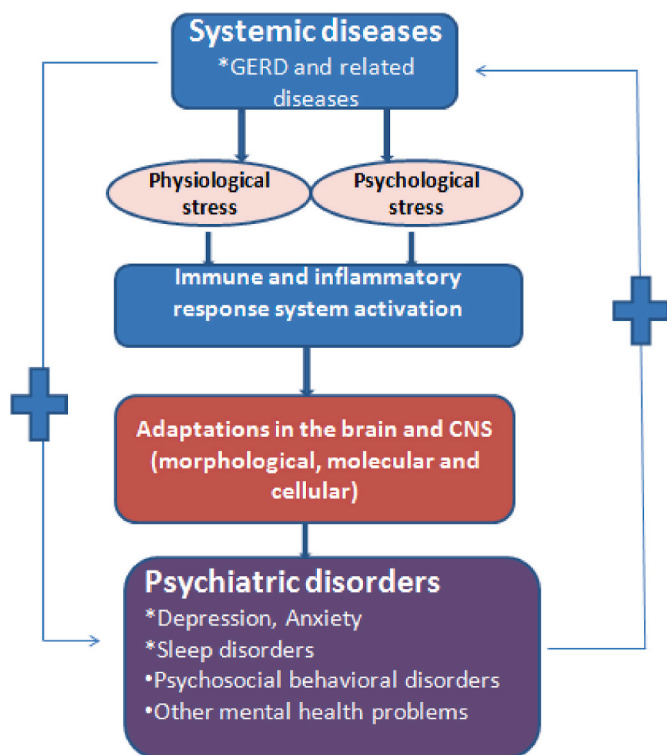 Systemic diseases
*GERD and related
diseases
Physiological
stress
Psychological
stress
Immune and inflammatory
response system activation
Adaptations in the brain and CNS
(morphological, molecular and
cellular)
Psychiatric disorders
*Depression, Anxiety
*Sleep disorders
•Psychosocial behavioral disorders
•Other mental health problems